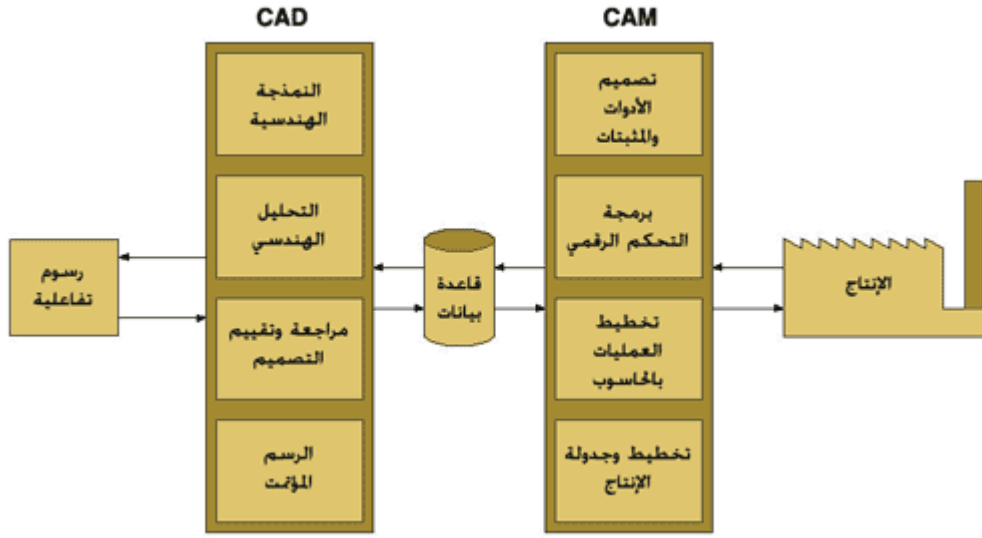 CAD
CAM
النمذجة
الهندسية
التحليل
الهندسي
مراجعة وتقييم
التصميم
الرسم
المؤتمت
تصميم
الأدوات
والمثبتات
برمجة
التحكم الرقمي
تخطيط
العمليات
بالحاسوب
تخطيط وجدولة
الإنتاج
رسوم
تفاعلية
قاعدة
بيانات
الإنتاج